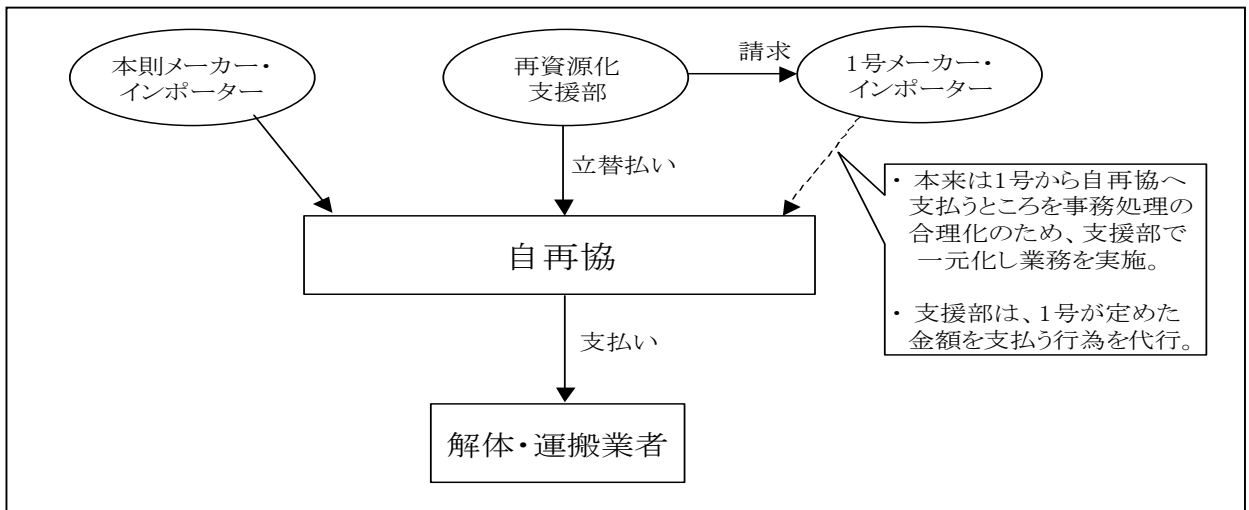 本則メーカー・
インポーター
再資源化
支援部
請求
1号メーカー・
インポーター
立替払い
・ 本来は1号から自再協へ
支払うところを事務処理の
合理化のため、支援部で
一元化し業務を実施。
・ 支援部は、1号が定めた
金額を支払う行為を代行。
自再協
支払い
解体・運搬業者